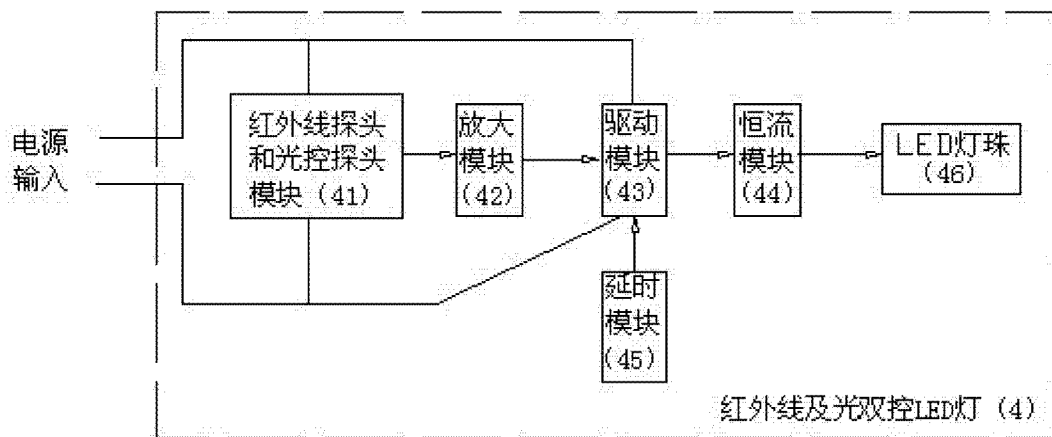 电源
输入
红外线探头
和光控探头
模块（41）
放大
模块
(42)
驱动
模块
(43)
恒流
模块
(44)
LED灯珠
(46)
延时
模块
(45)
红外线及光双控LED灯（4）